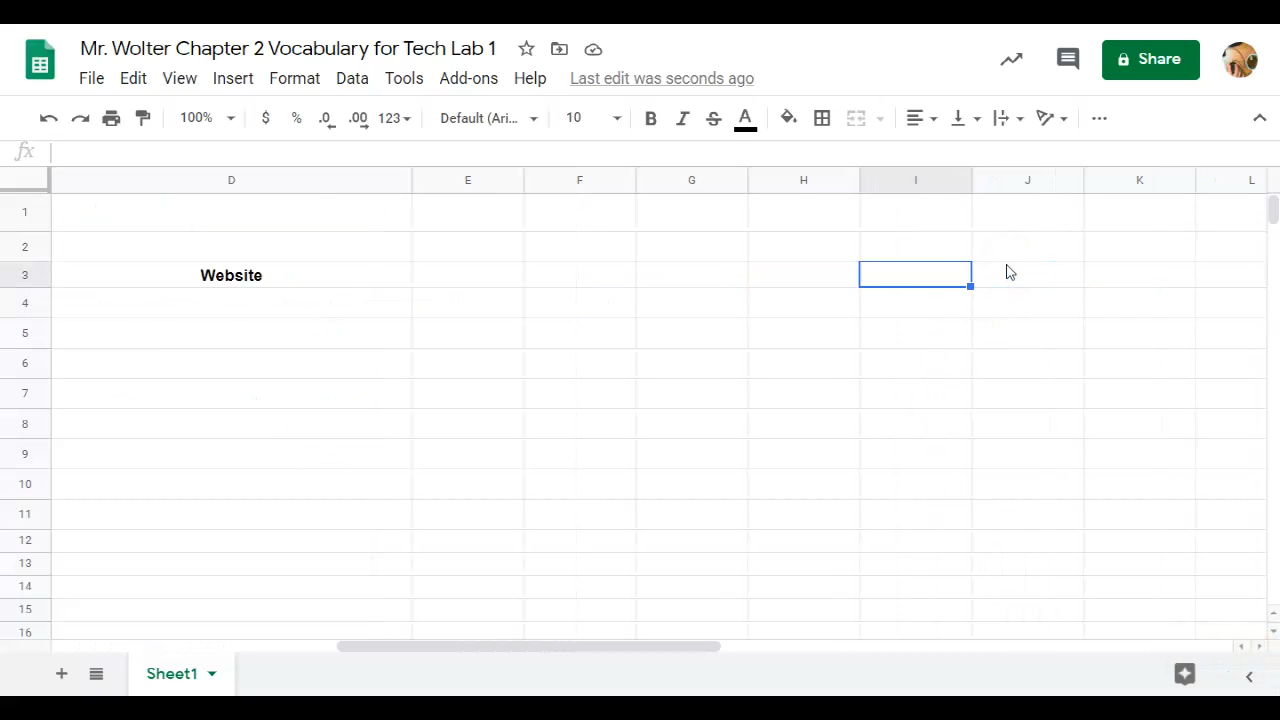 Mr. Wolter Chapter 2 Vocabulary for Tech Lab 1
File Edit View Insert Format Data Tools Add-ons Help Last edit was seconds ago
Share
100% $ % .0 .00 123 Default (Ari... 10 B I S A
fx
D E F G H I J K L
1
2
3 Website
4
5
6
7
8
9
10
11
12
13
14
15
16
Sheet1